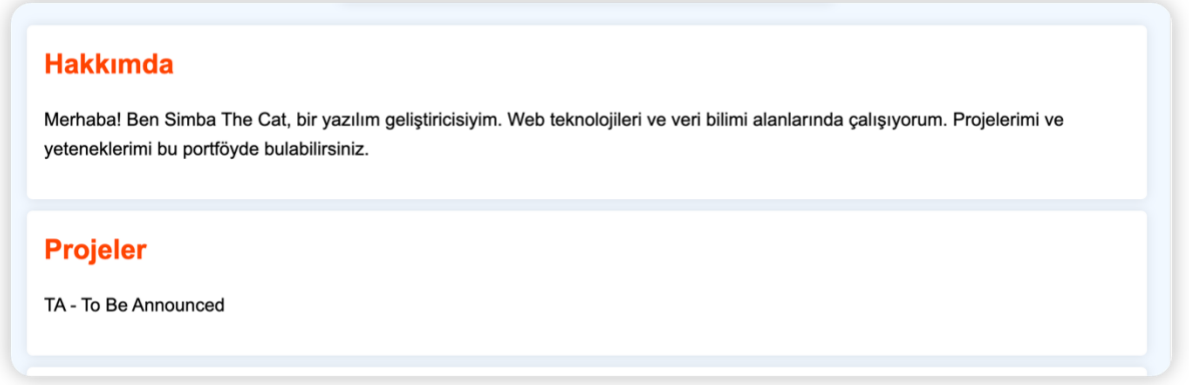 Hakkımda
Merhaba! Ben Simba The Cat, bir yazılım geliştiricisiyim. Web teknolojileri ve veri bilimi alanlarında çalışıyorum. Projelerimi ve
yeteneklerimi bu portföyde bulabilirsiniz.
Projeler
TA - To Be Announced